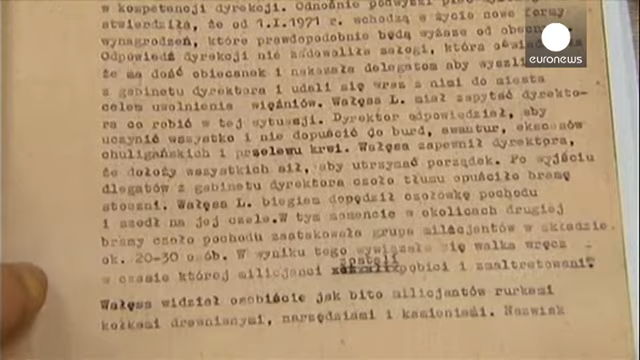 w kompetencji dyrekcji. Odnośnie podwyżki płac
stwierdziła, że od 1.I.1971 r wchodzą w życie nowe formy
wynagrodzeń, które prawdopodobnie będą wyższe od
Odpowiedź dyrekcji nie zadowoliła załogi, która
że ma dość obiecanek i nakazała delegatom aby wyszli
z gabinetu dyrektora i udali się wraz z nimi do miasta
celem uwolnienia więźniów. Wałęsa L. miał zapytać dyrekto-
ra co robić w tej sytuacji. Dyrektor odpowiedział, aby
uczynić wszystko i nie dopuścić do burd, awantur, ekscesów
chuligańskich i przelewu krwi. Wałęsa zapewnił dyrektora,
że dołoży wszystkich sił, aby utrzymać porządek. Po wyjściu
dlegatów z gabinetu dyrektora czoło tłumu opuściło bramę
stoczni. Wałęsa L. biegiem dopędził czołówkę pochodu
i szedł na jej czele. W tym momencie w okolicach drugiej
bramy czało pochodu zaatakowała grupa milicjantów w składzie
ok. 20-30 osób. W wyniku tego wywiązała się walka wręcz
zostali
w czasie której milicjanci pobici i zmaltretowani.
Wałęsa widział osobiście jak bito milicjantów rurkami
kołkami drewnianymi, narzędziami i kamieniami. Nazwisk
euronews